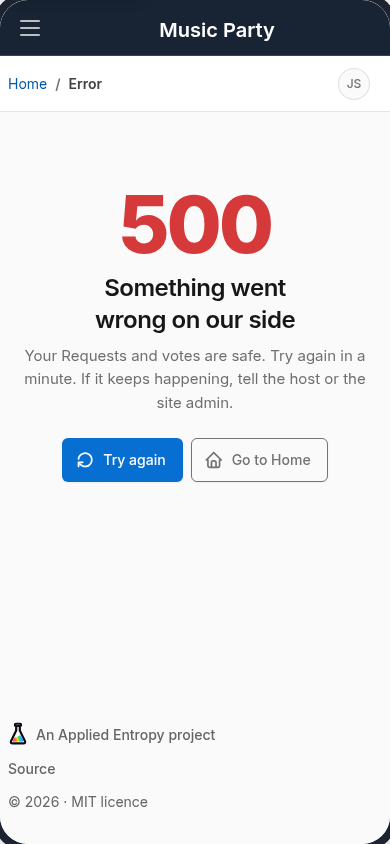 Music Party
Home / Error
JS
500
Something went
wrong on our side
Your Requests and votes are safe. Try again in a
minute. If it keeps happening, tell the host or the
site admin.
Try again
Go to Home
An Applied Entropy project
Source
© 2026 · MIT licence